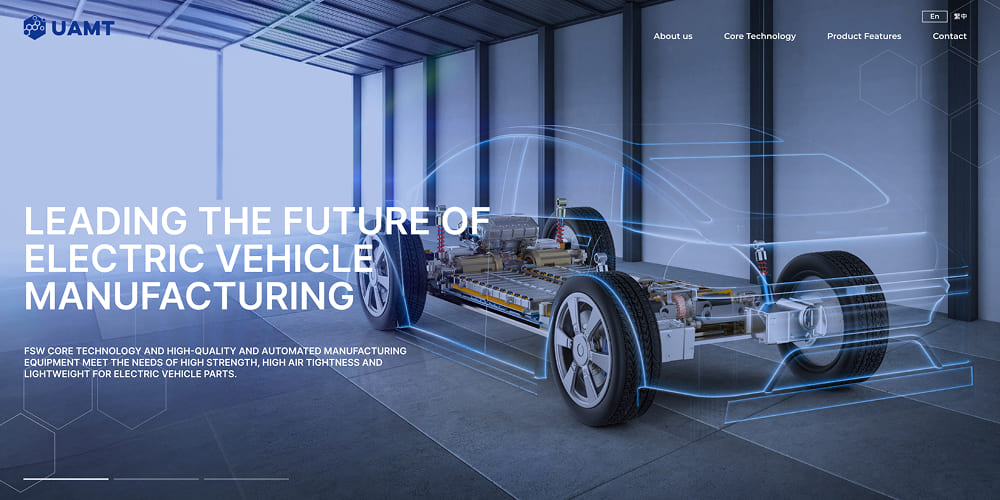 UAMT
En
繁中
About us
Core Technology
Product Features
Contact
LEADING THE FUTURE OF
ELECTRIC VEHICLE
MANUFACTURING
FSW CORE TECHNOLOGY AND HIGH-QUALITY AND AUTOMATED MANUFACTURING
EQUIPMENT MEET THE NEEDS OF HIGH STRENGTH, HIGH AIR TIGHTNESS AND
LIGHTWEIGHT FOR ELECTRIC VEHICLE PARTS.